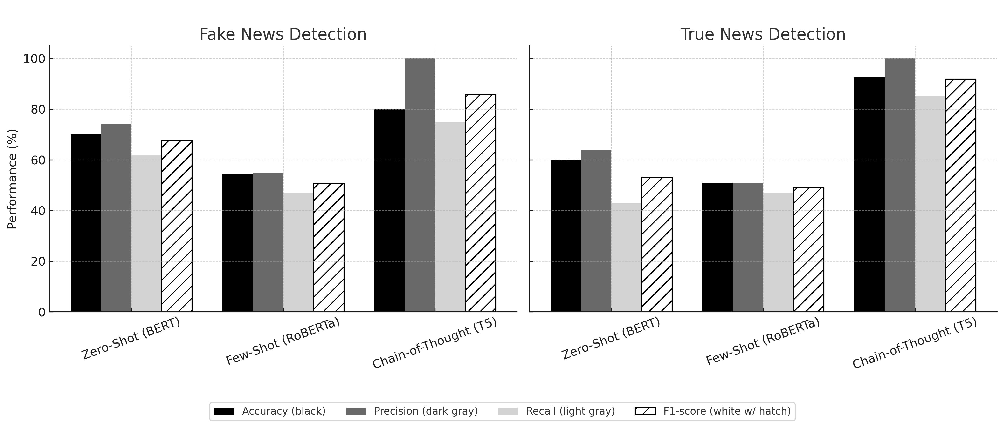 Fake News Detection
True News Detection
Performance (%)
100
80
60
40
20
0
Zero-Shot (BERT)
Few-Shot (RoBERTa)
Chain-of-Thought (T5)
Zero-Shot (BERT)
Few-Shot (RoBERTa)
Chain-of-Thought (T5)
Accuracy (black)
Precision (dark gray)
Recall (light gray)
F1-score (white w/ hatch)